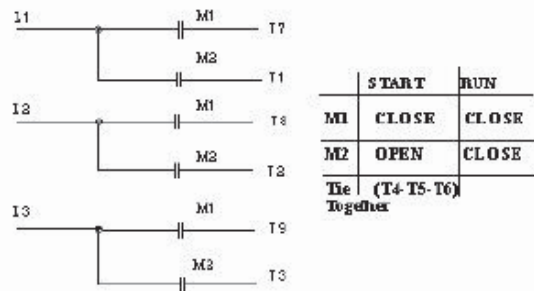 L1 M1 T7
M2 T1
START RUN
L2 M1 T8
M1 CLOSE CLOSE
M2 T2
M2 OPEN CLOSE
Tie (T4-T5-T6)
Together
L3 M1 T9
M2 T3